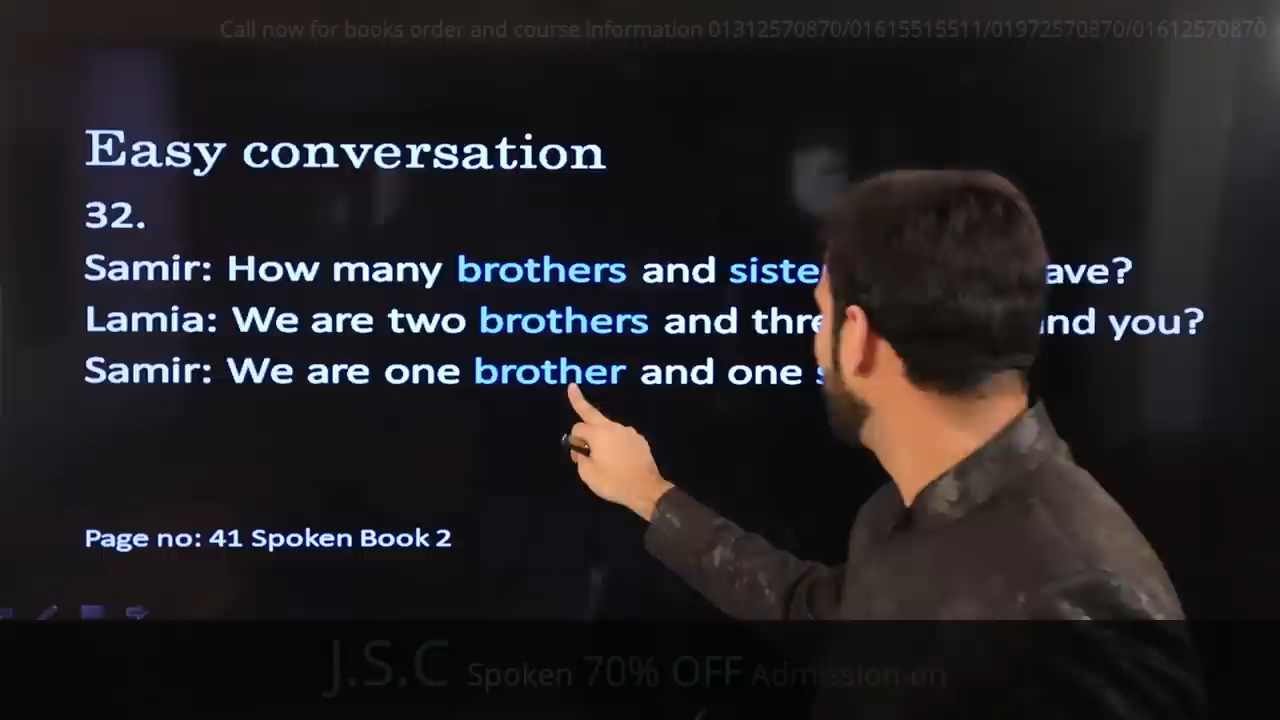 Call now for books order and course information 01312570870/01615515511/01972570870/01612570870
Easy conversation
32.
Samir: How many brothers and siste ave?
Lamia: We are two brothers and thre nd you?
Samir: We are one brother and one s
Page no: 41 Spoken Book 2
J.S.C Spoken 70% OFF Admission on